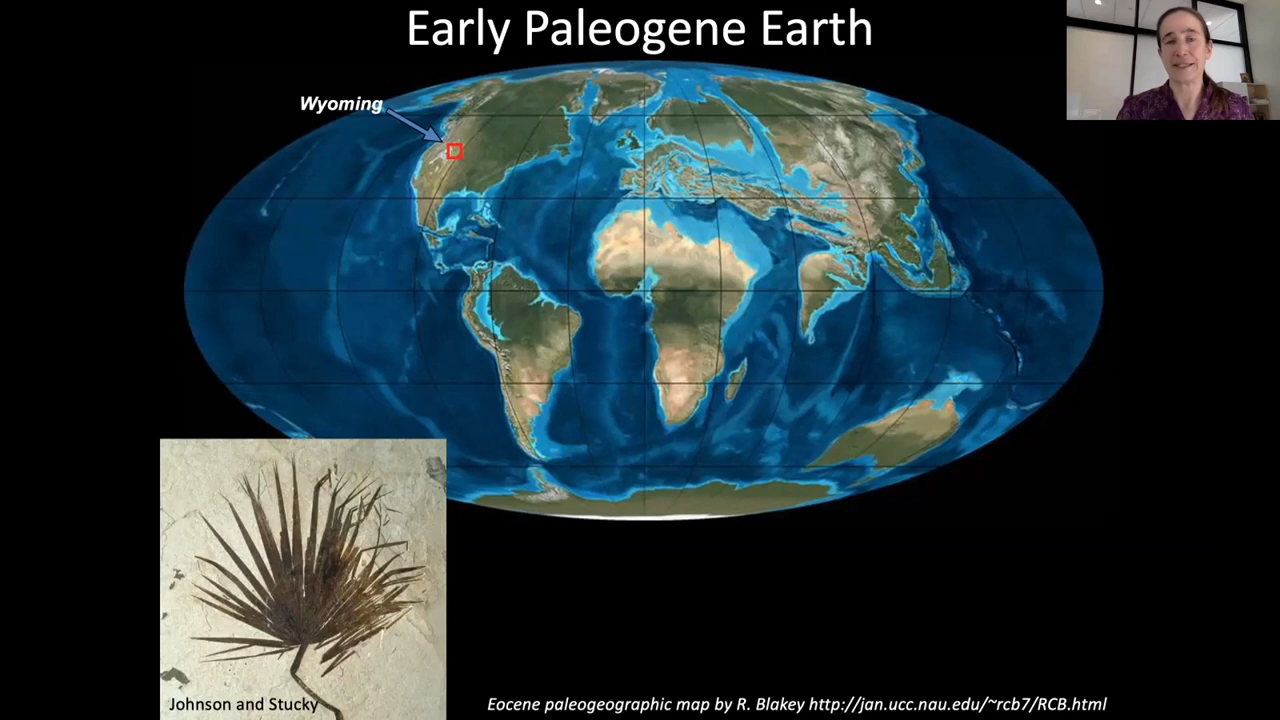 Early Paleogene Earth
Wyoming
Johnson and Stucky
Eocene paleogeographic map by R. Blakey http://jan.ucc.nau.edu/~rcb7/RCB.html